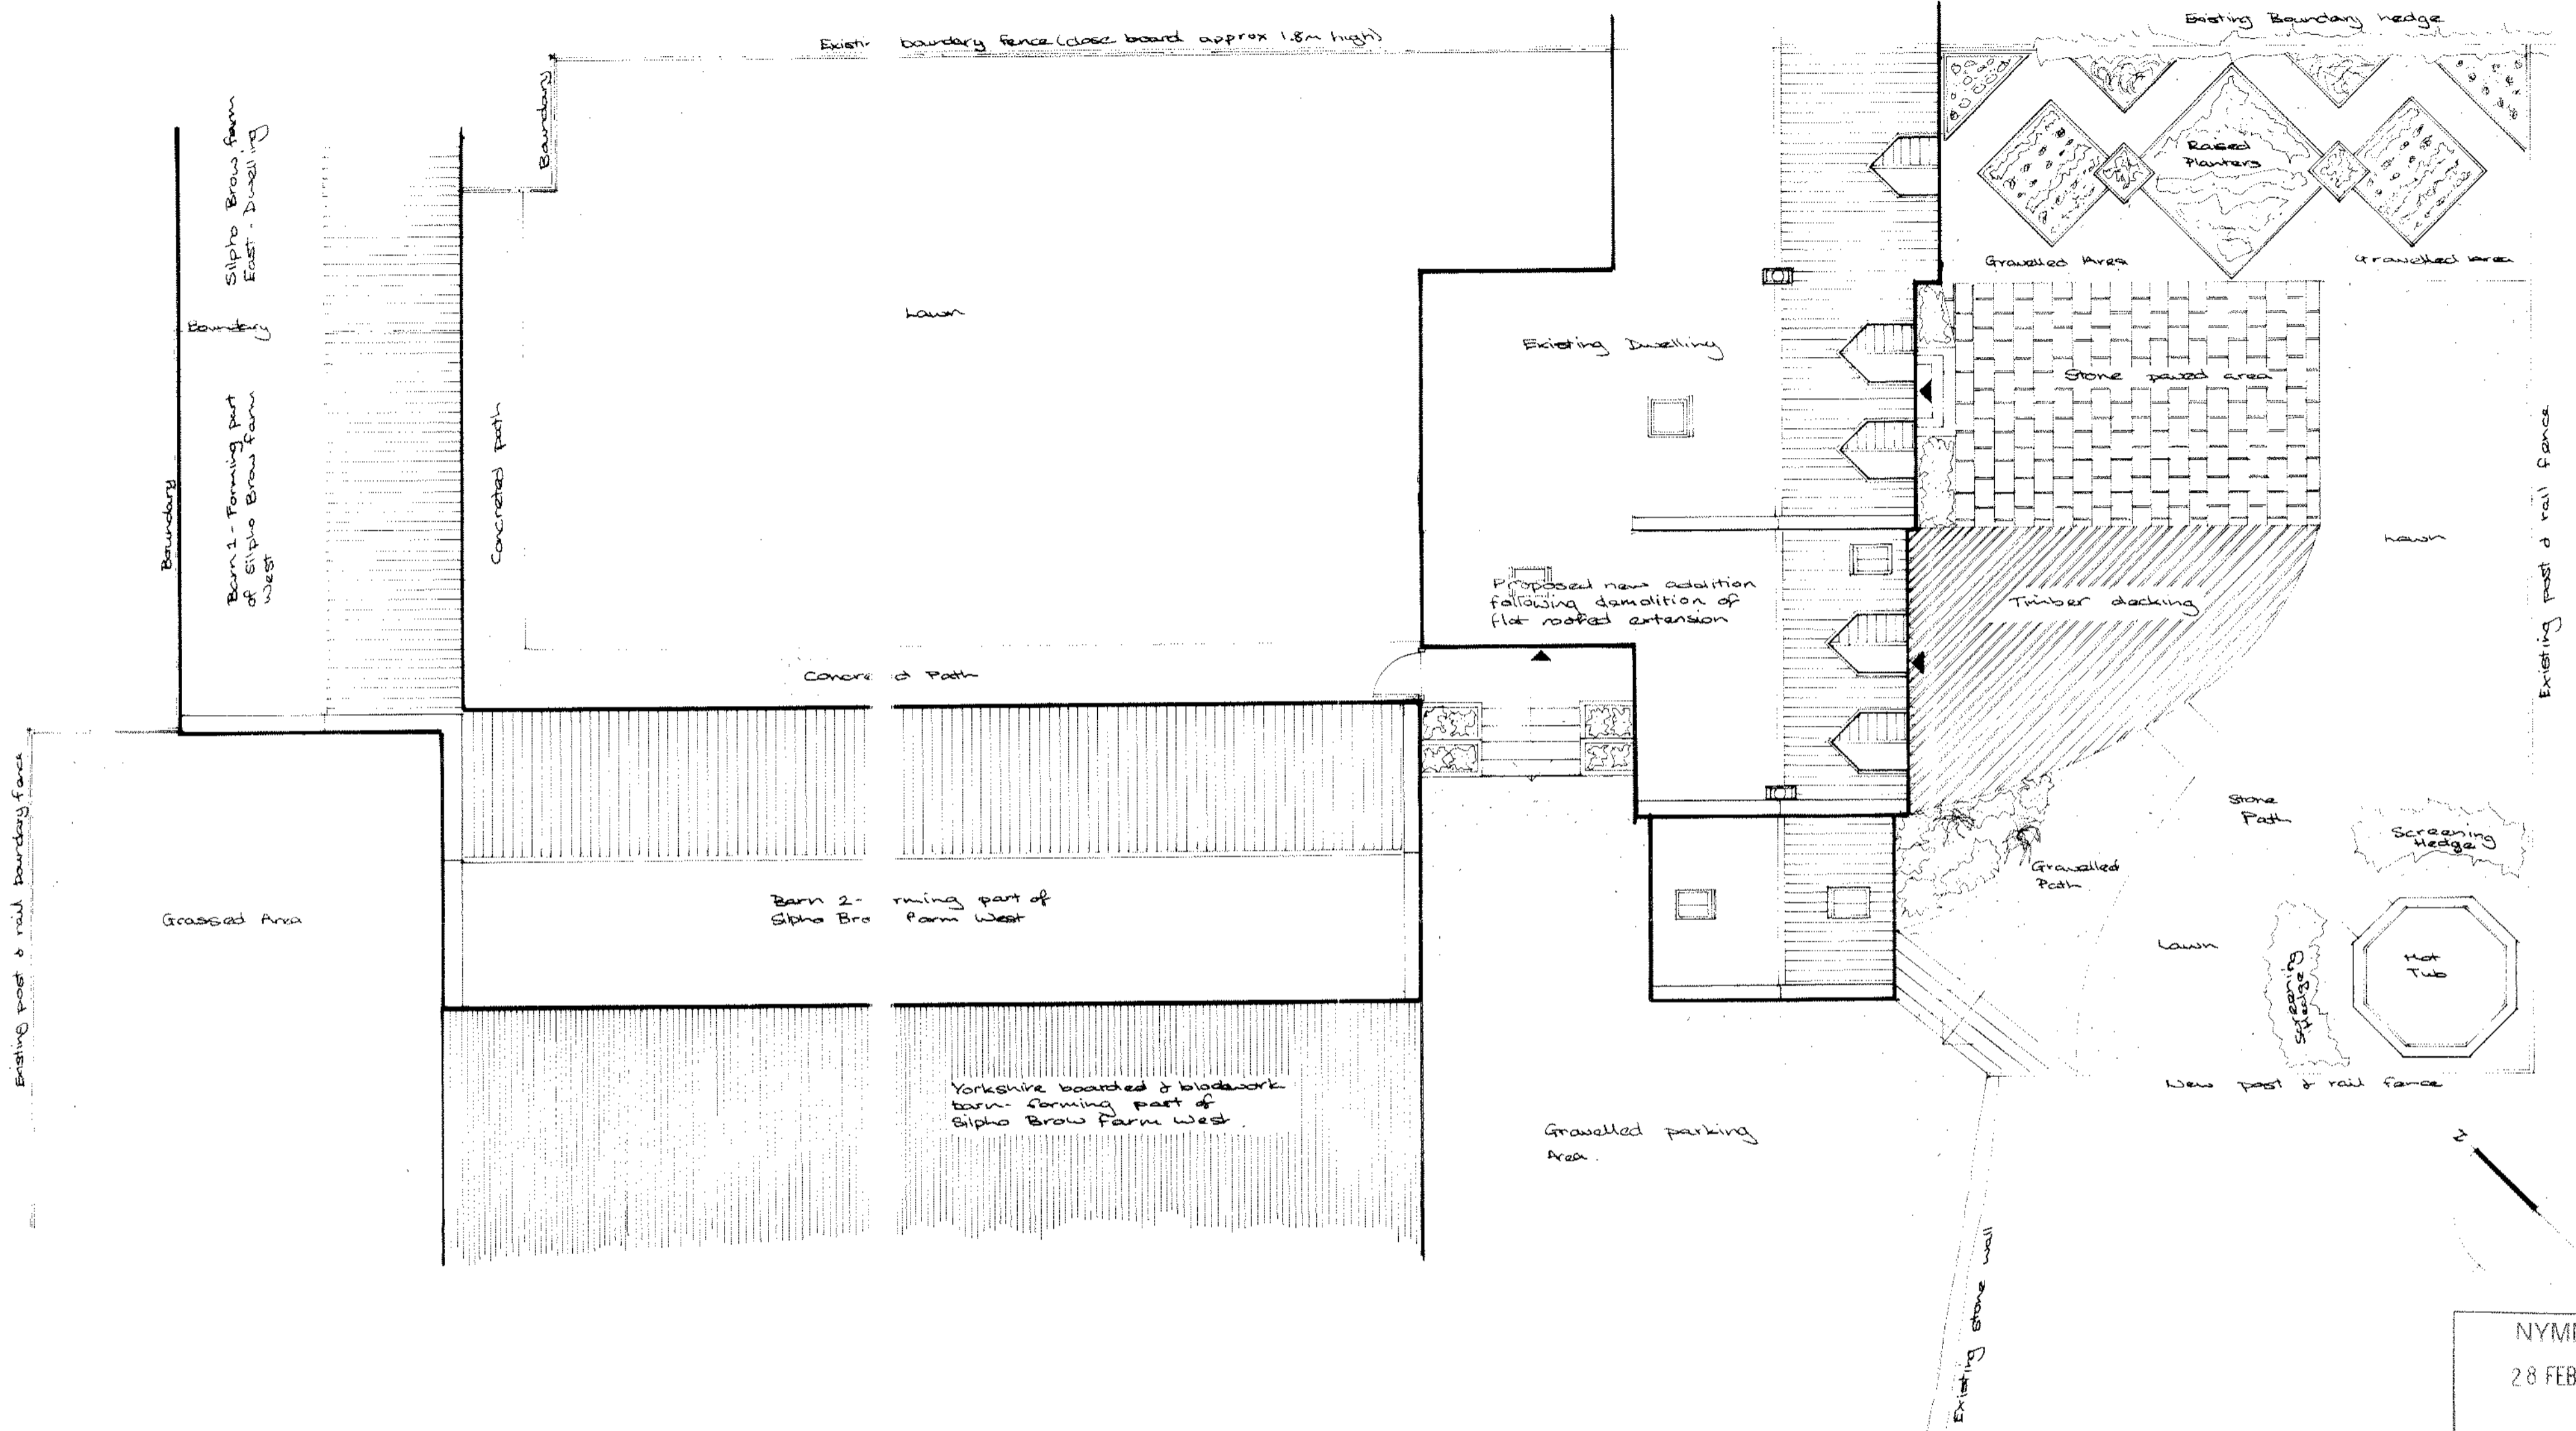 Existing Boundary hedge
Existi boundary fence (close board approx 1.8m high)
Boundary
Silpho Brow farm
East - Dwelling
Raised
Planters
Gravelled Area
Gravelled area
Boundary
Lawn
Existing Dwelling
Stone paved area
Barn 1 - Forming part
of Silpho Brow farm
West
Boundary
Concreted path
Existing post & rail fence
Lawn
Proposed new addition
following demolition of
flat roofed extension
Timber decking
Concre d Path
Existing post & rail boundary fence
Stone
Path
Screening
Hedge
Gravelled
Path
Grassed Area
Barn 2- rming part of
Silpho Bro farm West
Lawn
Screening
Hedge
Hot
Tub
Yorkshire boarded & blockwork
barn- forming part of
Silpho Brow Farm West.
New post & rail fence
Gravelled parking
Area.
Z
Existing stone wall
NYM
28 FEB